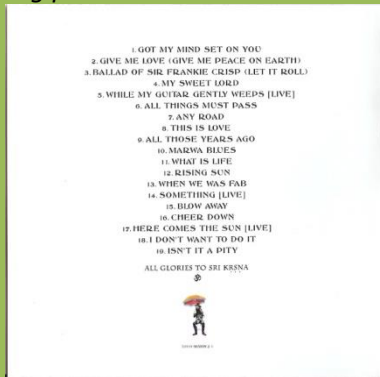 1. GOT MY MIND SET ON YOU
2. GIVE ME LOVE (GIVE ME PEACE ON EARTH)
3. BALLAD OF SIR FRANKIE CRISP (LET IT ROLL)
4. MY SWEET LORD
5. WHILE MY GUITAR GENTLY WEEPS [LIVE]
6. ALL THINGS MUST PASS
7. ANY ROAD
8. THIS IS LOVE
9. ALL THOSE YEARS AGO
10. MARWA BLUES
11. WHAT IS LIFE
12. RISING SUN
13. WHEN WE WAS FAB
14. SOMETHING [LIVE]
15. BLOW AWAY
16. CHEER DOWN
17. HERE COMES THE SUN [LIVE]
18. I DON'T WANT TO DO IT
19. ISN'T IT A PITY
ALL GLORIES TO SRI KRṢṆA
ॐ